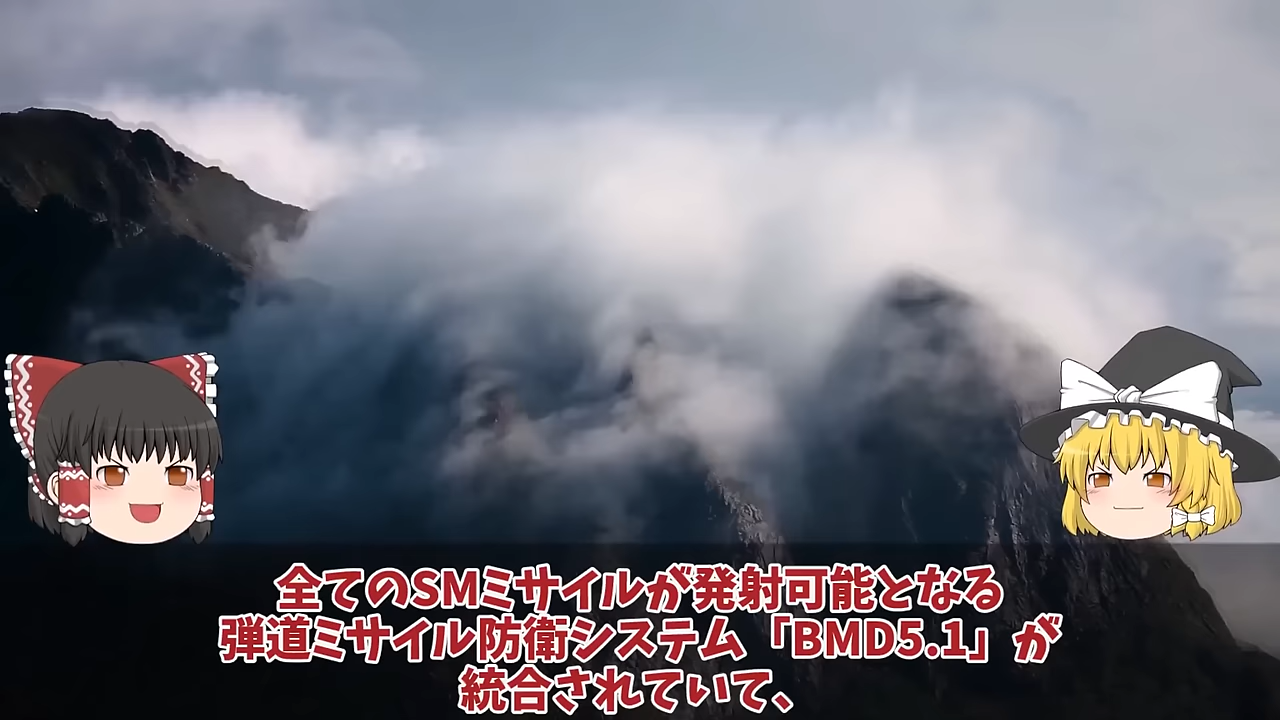 全てのSMミサイルが発射可能となる
弾道ミサイル防衛システム「BMD5.1」が
統合されていて、